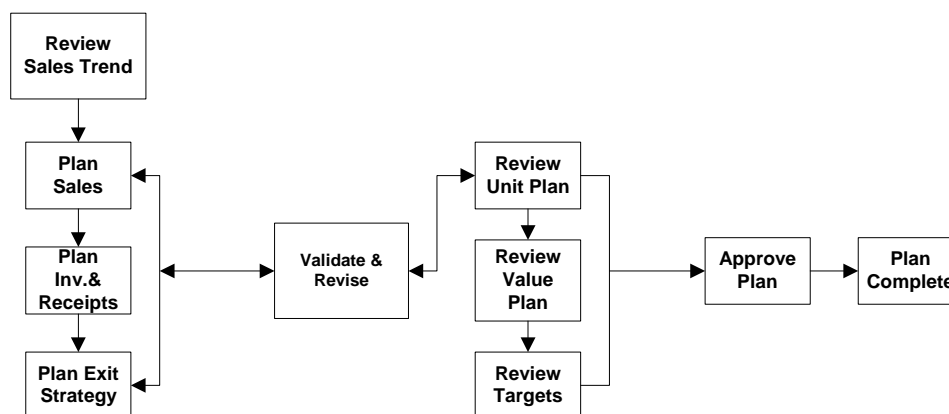 Review
Sales Trend
Plan
Sales
Plan
Inv.&
Receipts
Plan Exit
Strategy
Validate &
Revise
Review
Unit Plan
Review
Value
Plan
Review
Targets
Approve
Plan
Plan
Complete